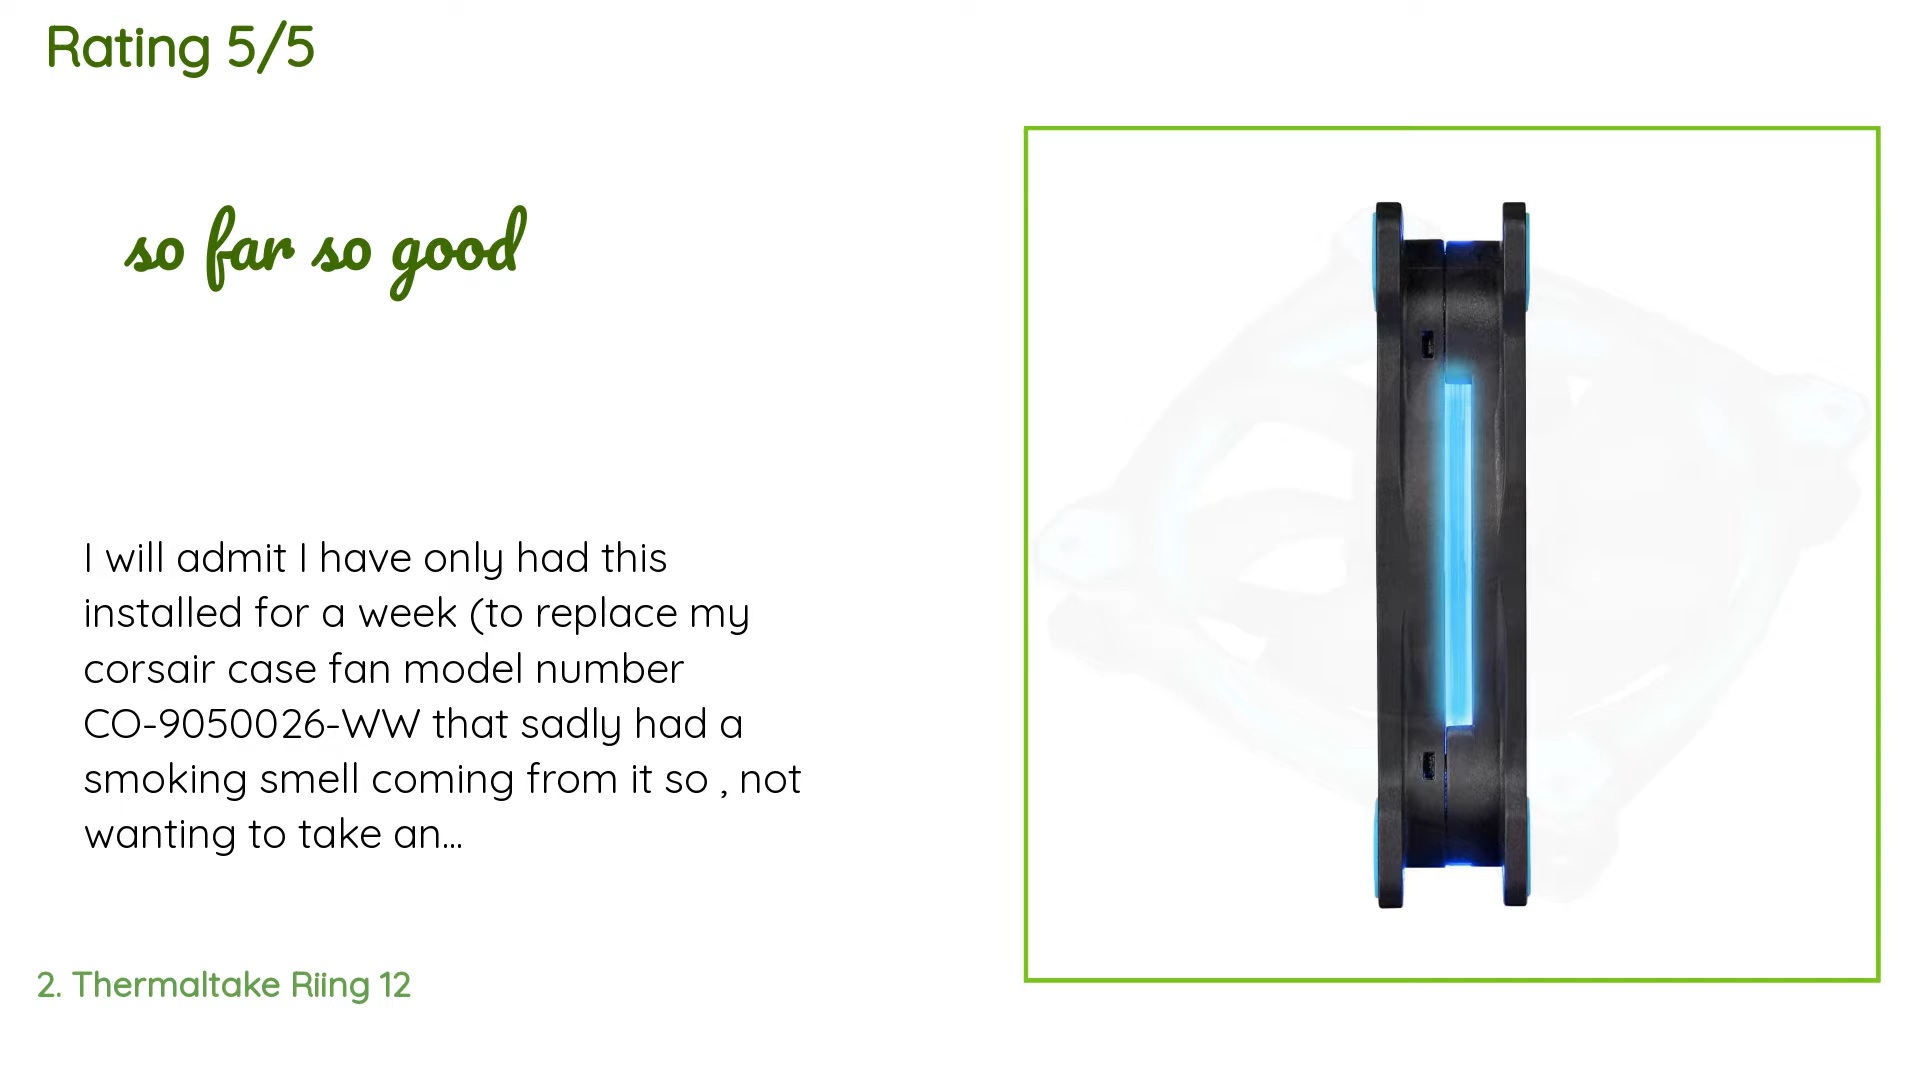 Rating 5/5
so far so good
I will admit I have only had this
installed for a week (to replace my
corsair case fan model number
CO-9050026-WW that sadly had a
smoking smell coming from it so , not
wanting to take an...
2. Thermaltake Riing 12